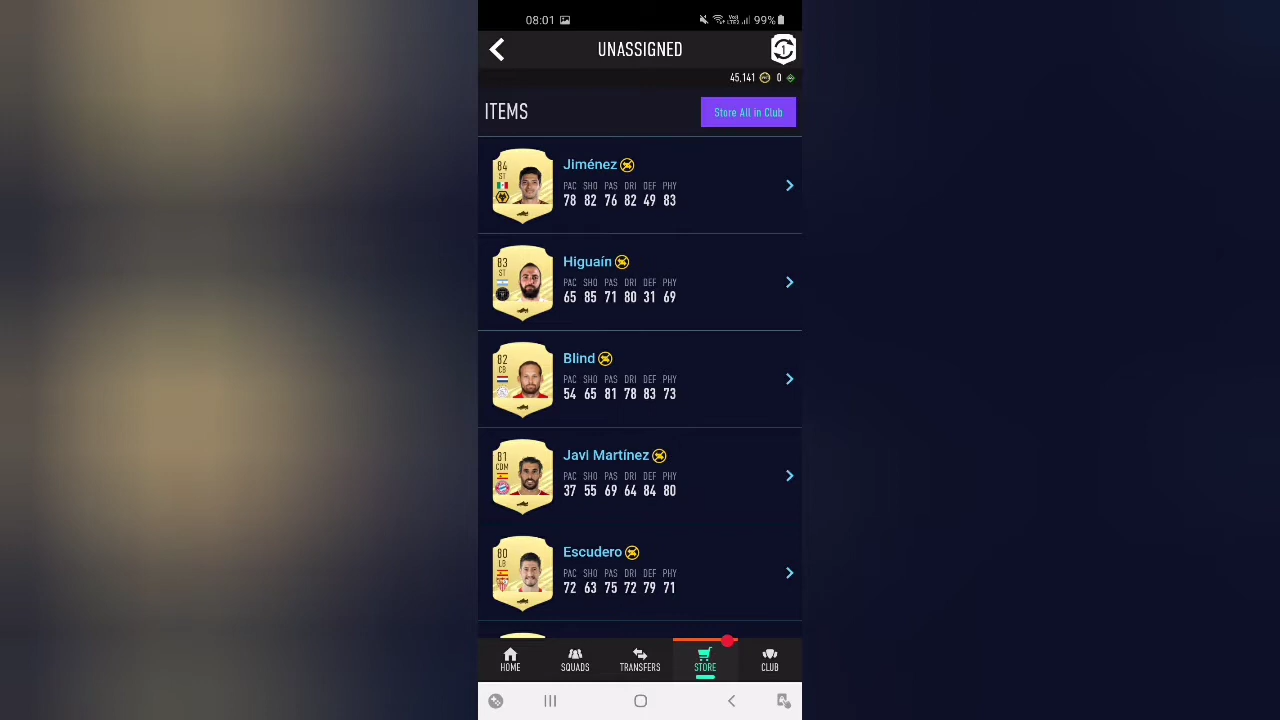 08:01 99%
UNASSIGNED
1
45,141 0
ITEMS Store All in Club
84
ST
Jiménez
PAC SHO PAS DRI DEF PHY
78 82 76 82 49 83
83
ST
Higuaín
PAC SHO PAS DRI DEF PHY
65 85 71 80 31 69
82
CB
Blind
PAC SHO PAS DRI DEF PHY
54 65 81 78 83 73
81
CDM
Javi Martínez
PAC SHO PAS DRI DEF PHY
37 55 69 64 84 80
80
LB
Escudero
PAC SHO PAS DRI DEF PHY
72 63 75 72 79 71
HOME SQUADS TRANSFERS STORE CLUB